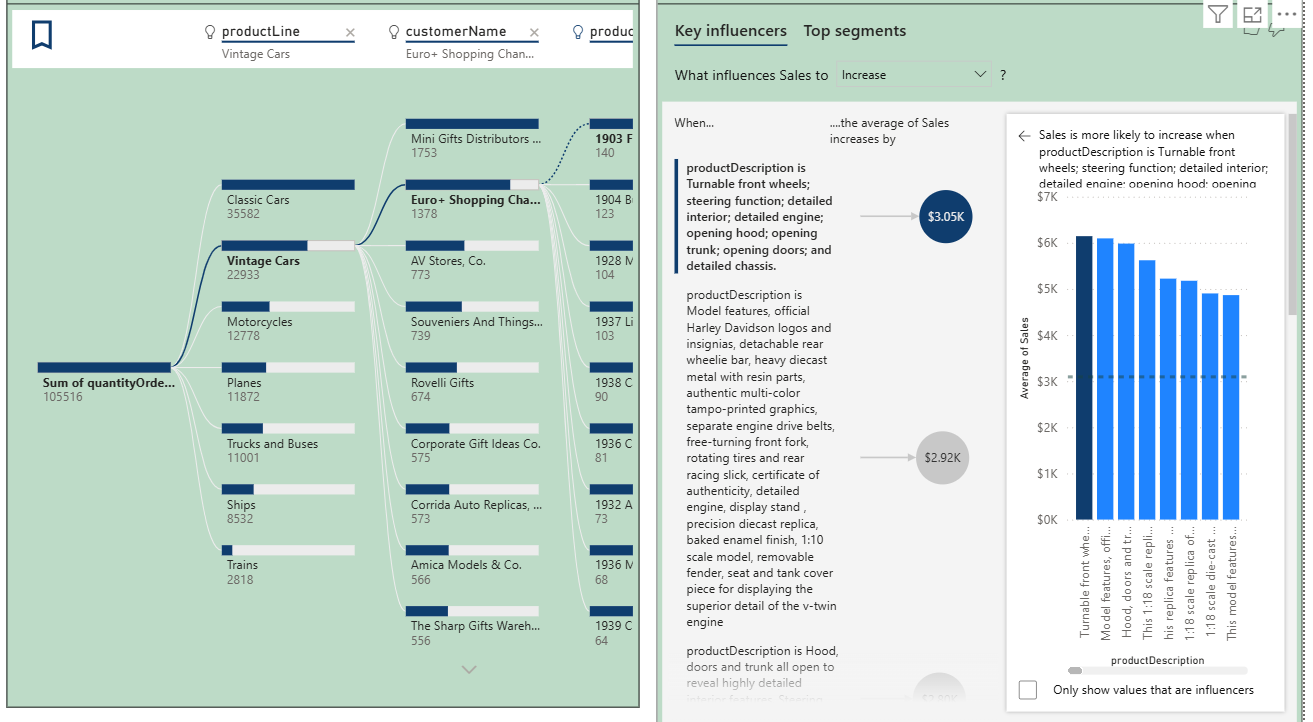 productLine
Vintage Cars
customerName
Euro+ Shopping Chan...
produc
Sum of quantityOrde...
105516
Classic Cars
35582
Vintage Cars
22933
Motorcycles
12778
Planes
11872
Trucks and Buses
11001
Ships
8532
Trains
2818
Mini Gifts Distributors ...
1753
Euro+ Shopping Cha...
1378
AV Stores, Co.
773
Souveniers And Things...
739
Rovelli Gifts
674
Corporate Gift Ideas Co.
575
Corrida Auto Replicas, ...
573
Amica Models & Co.
566
The Sharp Gifts Wareh...
556
1903 F
140
1904 B
123
1928 M
104
1937 Li
103
1938 C
90
1936 C
81
1932 A
73
1936 M
68
1939 C
64
Key influencers
Top segments
What influences Sales to
Increase
?
When...
....the average of Sales
increases by
productDescription is
Turnable front wheels;
steering function; detailed
interior; detailed engine;
opening hood; opening
trunk; opening doors; and
detailed chassis.
$3.05K
productDescription is
Model features, official
Harley Davidson logos and
insignias, detachable rear
wheelie bar, heavy diecast
metal with resin parts,
authentic multi-color
tampo-printed graphics,
separate engine drive belts,
free-turning front fork,
rotating tires and rear
racing slick, certificate of
authenticity, detailed
engine, display stand ,
precision diecast replica,
baked enamel finish, 1:10
scale model, removable
fender, seat and tank cover
piece for displaying the
superior detail of the v-twin
engine
$2.92K
productDescription is Hood,
doors and trunk all open to
reveal highly detailed
interior features. Steering
Sales is more likely to increase when
productDescription is Turnable front
wheels; steering function; detailed interior;
detailed engine; opening hood; opening
$7K
$6K
$5K
$4K
$3K
$2K
$1K
$0K
Average of Sales
Turnable front whe...
Model features, offi...
Hood, doors and tr...
This 1:18 scale repli...
his replica features ...
1:18 scale replica of...
1:18 scale die-cast ...
This model features...
productDescription
Only show values that are influencers